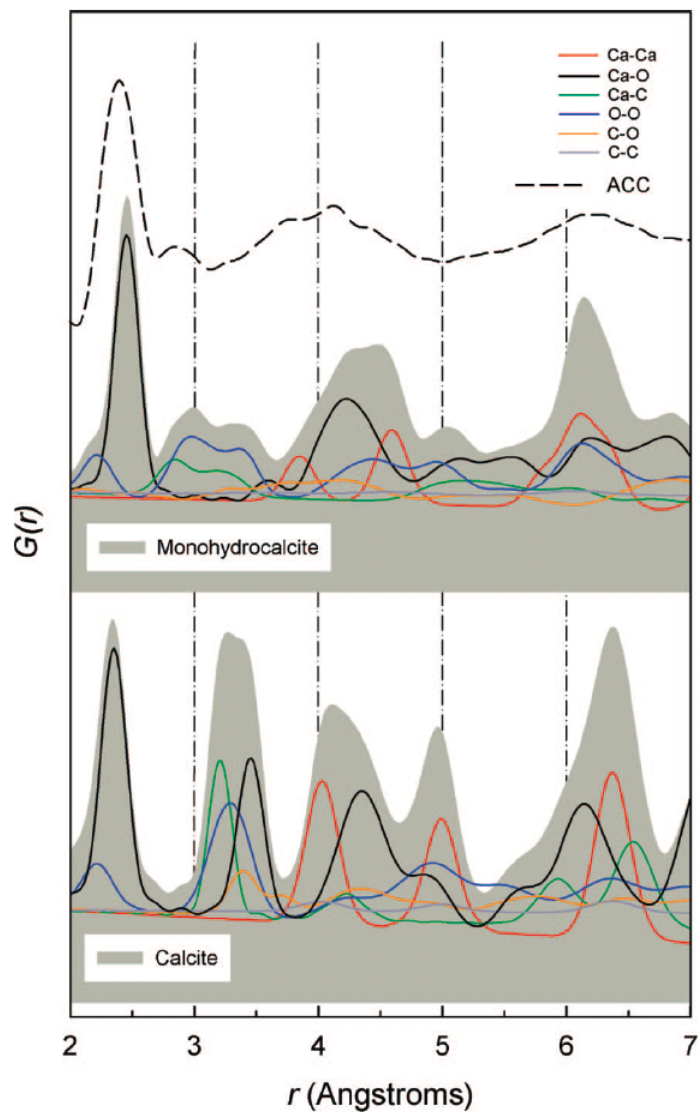 Ca-Ca
Ca-O
Ca-C
O-O
C-O
C-C
ACC
G(r)
Monohydrocalcite
Calcite
2 3 4 5 6 7
r (Angstroms)